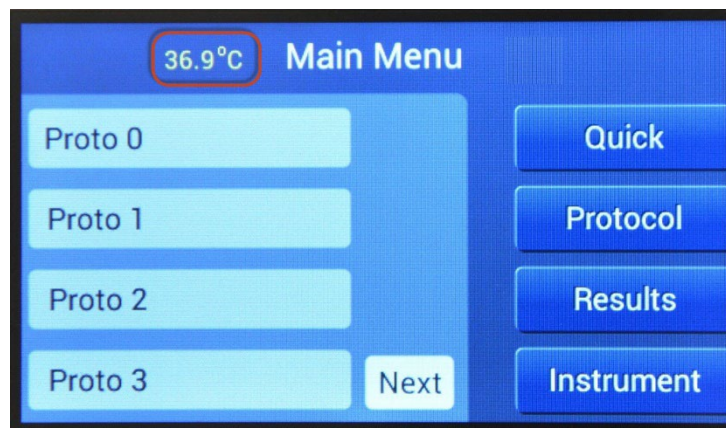 36.9°C Main Menu
Proto 0
Quick
Proto 1
Protocol
Proto 2
Results
Proto 3
Next
Instrument